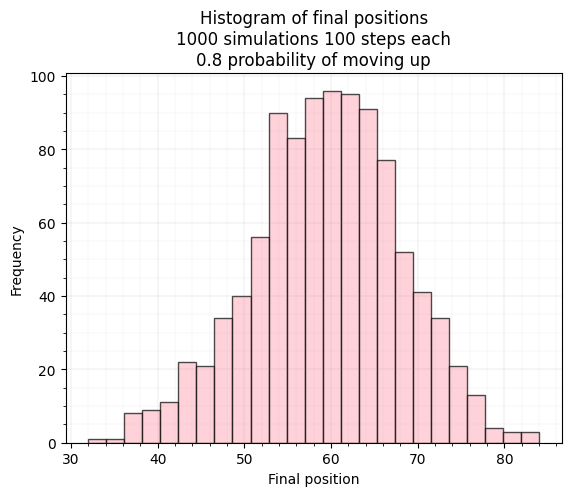 Histogram of final positions
1000 simulations 100 steps each
0.8 probability of moving up
100
80
60
40
20
0
Frequency
30 40 50 60 70 80
Final position